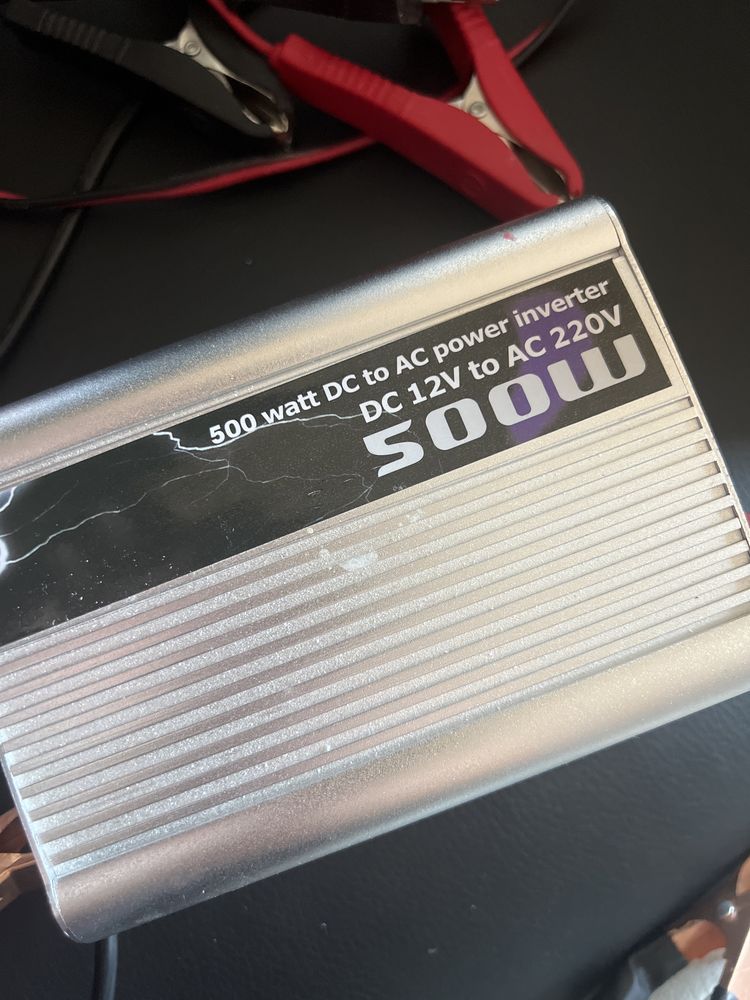 500 watt DC to AC power inverter
DC 12V to AC 220V
500W